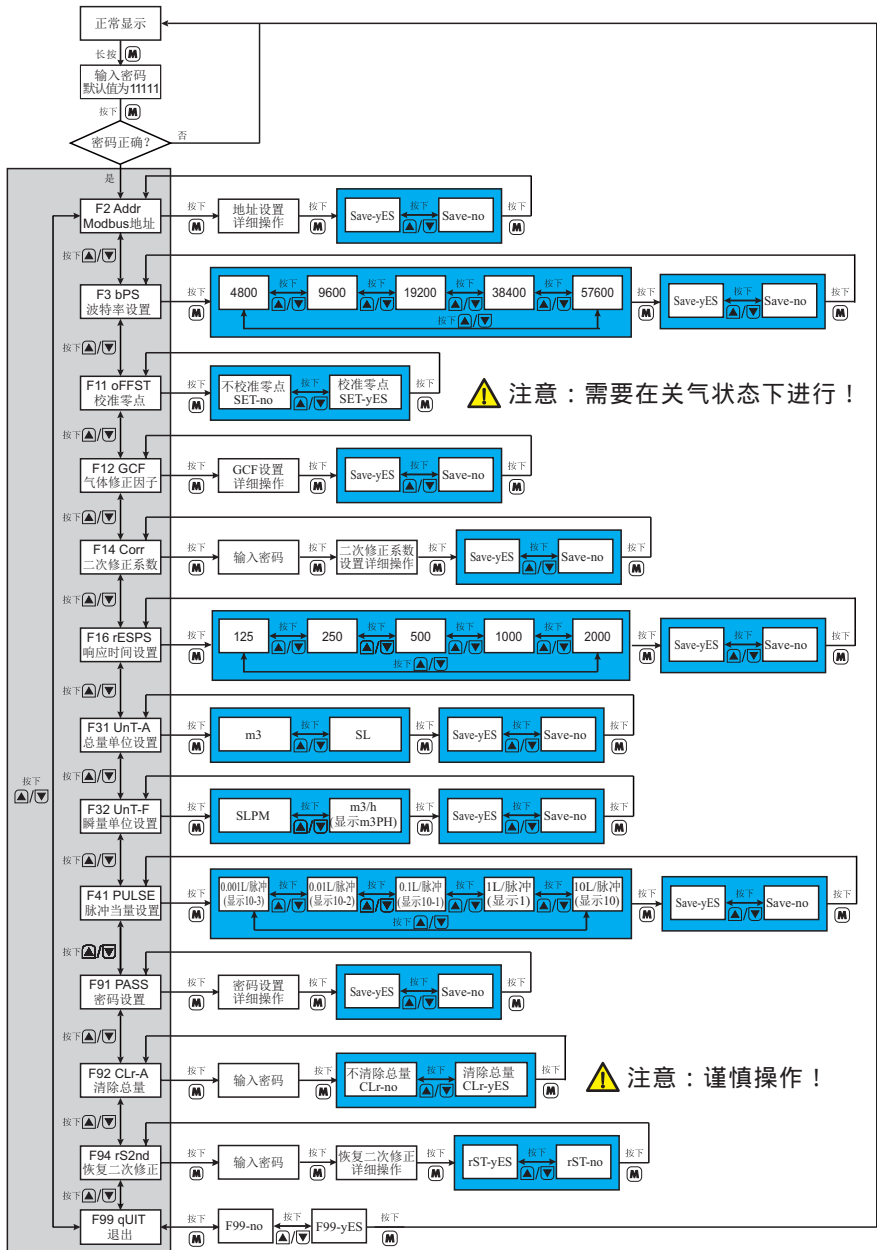 正常显示
长按 M
输入密码
默认值为11111
按下 M
密码正确?
否
是
F2 Addr
Modbus地址
按下
M
地址设置
详细操作
按下
M
Save-yES
按下
▲/▼
Save-no
按下
M
按下▲/▼
F3 bPS
波特率设置
按下
M
4800
按下
▲/▼
9600
按下
▲/▼
19200
按下
▲/▼
38400
按下
▲/▼
57600
按下▲/▼
按下
M
Save-yES
按下
▲/▼
Save-no
按下
M
按下▲/▼
F11 oFFST
校准零点
按下
M
不校准零点
SET-no
按下
▲/▼
校准零点
SET-yES
按下
M
注意：需要在关气状态下进行！
按下▲/▼
F12 GCF
气体修正因子
按下
M
GCF设置
详细操作
按下
M
Save-yES
按下
▲/▼
Save-no
按下
M
按下▲/▼
F14 Corr
二次修正系数
按下
M
输入密码
按下
M
二次修正系数
设置详细操作
按下
M
Save-yES
按下
▲/▼
Save-no
按下
M
按下▲/▼
F16 rESPS
响应时间设置
按下
M
125
按下
▲/▼
250
按下
▲/▼
500
按下
▲/▼
1000
按下
▲/▼
2000
按下▲/▼
按下
M
Save-yES
按下
▲/▼
Save-no
按下
M
按下▲/▼
F31 UnT-A
总量单位设置
按下
M
m3
按下
▲/▼
SL
按下
M
Save-yES
按下
▲/▼
Save-no
按下
M
按下
▲/▼
按下▲/▼
F32 UnT-F
瞬量单位设置
按下
M
SLPM
按下
▲/▼
m3/h
(显示m3PH)
按下
M
Save-yES
按下
▲/▼
Save-no
按下
M
按下▲/▼
F41 PULSE
脉冲当量设置
按下
M
0.001L/脉冲
(显示10-3)
按下
▲/▼
0.01L/脉冲
(显示10-2)
按下
▲/▼
0.1L/脉冲
(显示10-1)
按下
▲/▼
1L/脉冲
(显示1)
按下
▲/▼
10L/脉冲
(显示10)
按下▲/▼
按下
M
Save-yES
按下
▲/▼
Save-no
按下
M
按下▲/▼
F91 PASS
密码设置
按下
M
密码设置
详细操作
按下
M
Save-yES
按下
▲/▼
Save-no
按下
M
按下▲/▼
F92 CLr-A
清除总量
按下
M
输入密码
按下
M
不清除总量
CLr-no
按下
▲/▼
清除总量
CLr-yES
按下
M
注意：谨慎操作！
按下▲/▼
F94 rS2nd
恢复二次修正
按下
M
输入密码
按下
M
恢复二次修正
详细操作
按下
M
rST-yES
按下
▲/▼
rST-no
按下
M
按下▲/▼
F99 qUIT
退出
按下
M
F99-no
按下
▲/▼
F99-yES
按下
M